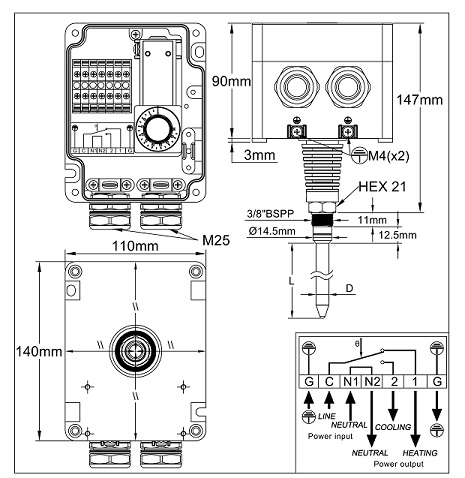 G C N1 N2 2 1 G
M25
90mm
147mm
3mm
M4(x2)
HEX 21
3/8"BSPP
11mm
Ø14.5mm
12.5mm
L
D
110mm
140mm
θ
G C N1 N2 2 1 G
LINE
NEUTRAL
COOLING
Power input
NEUTRAL
HEATING
Power output